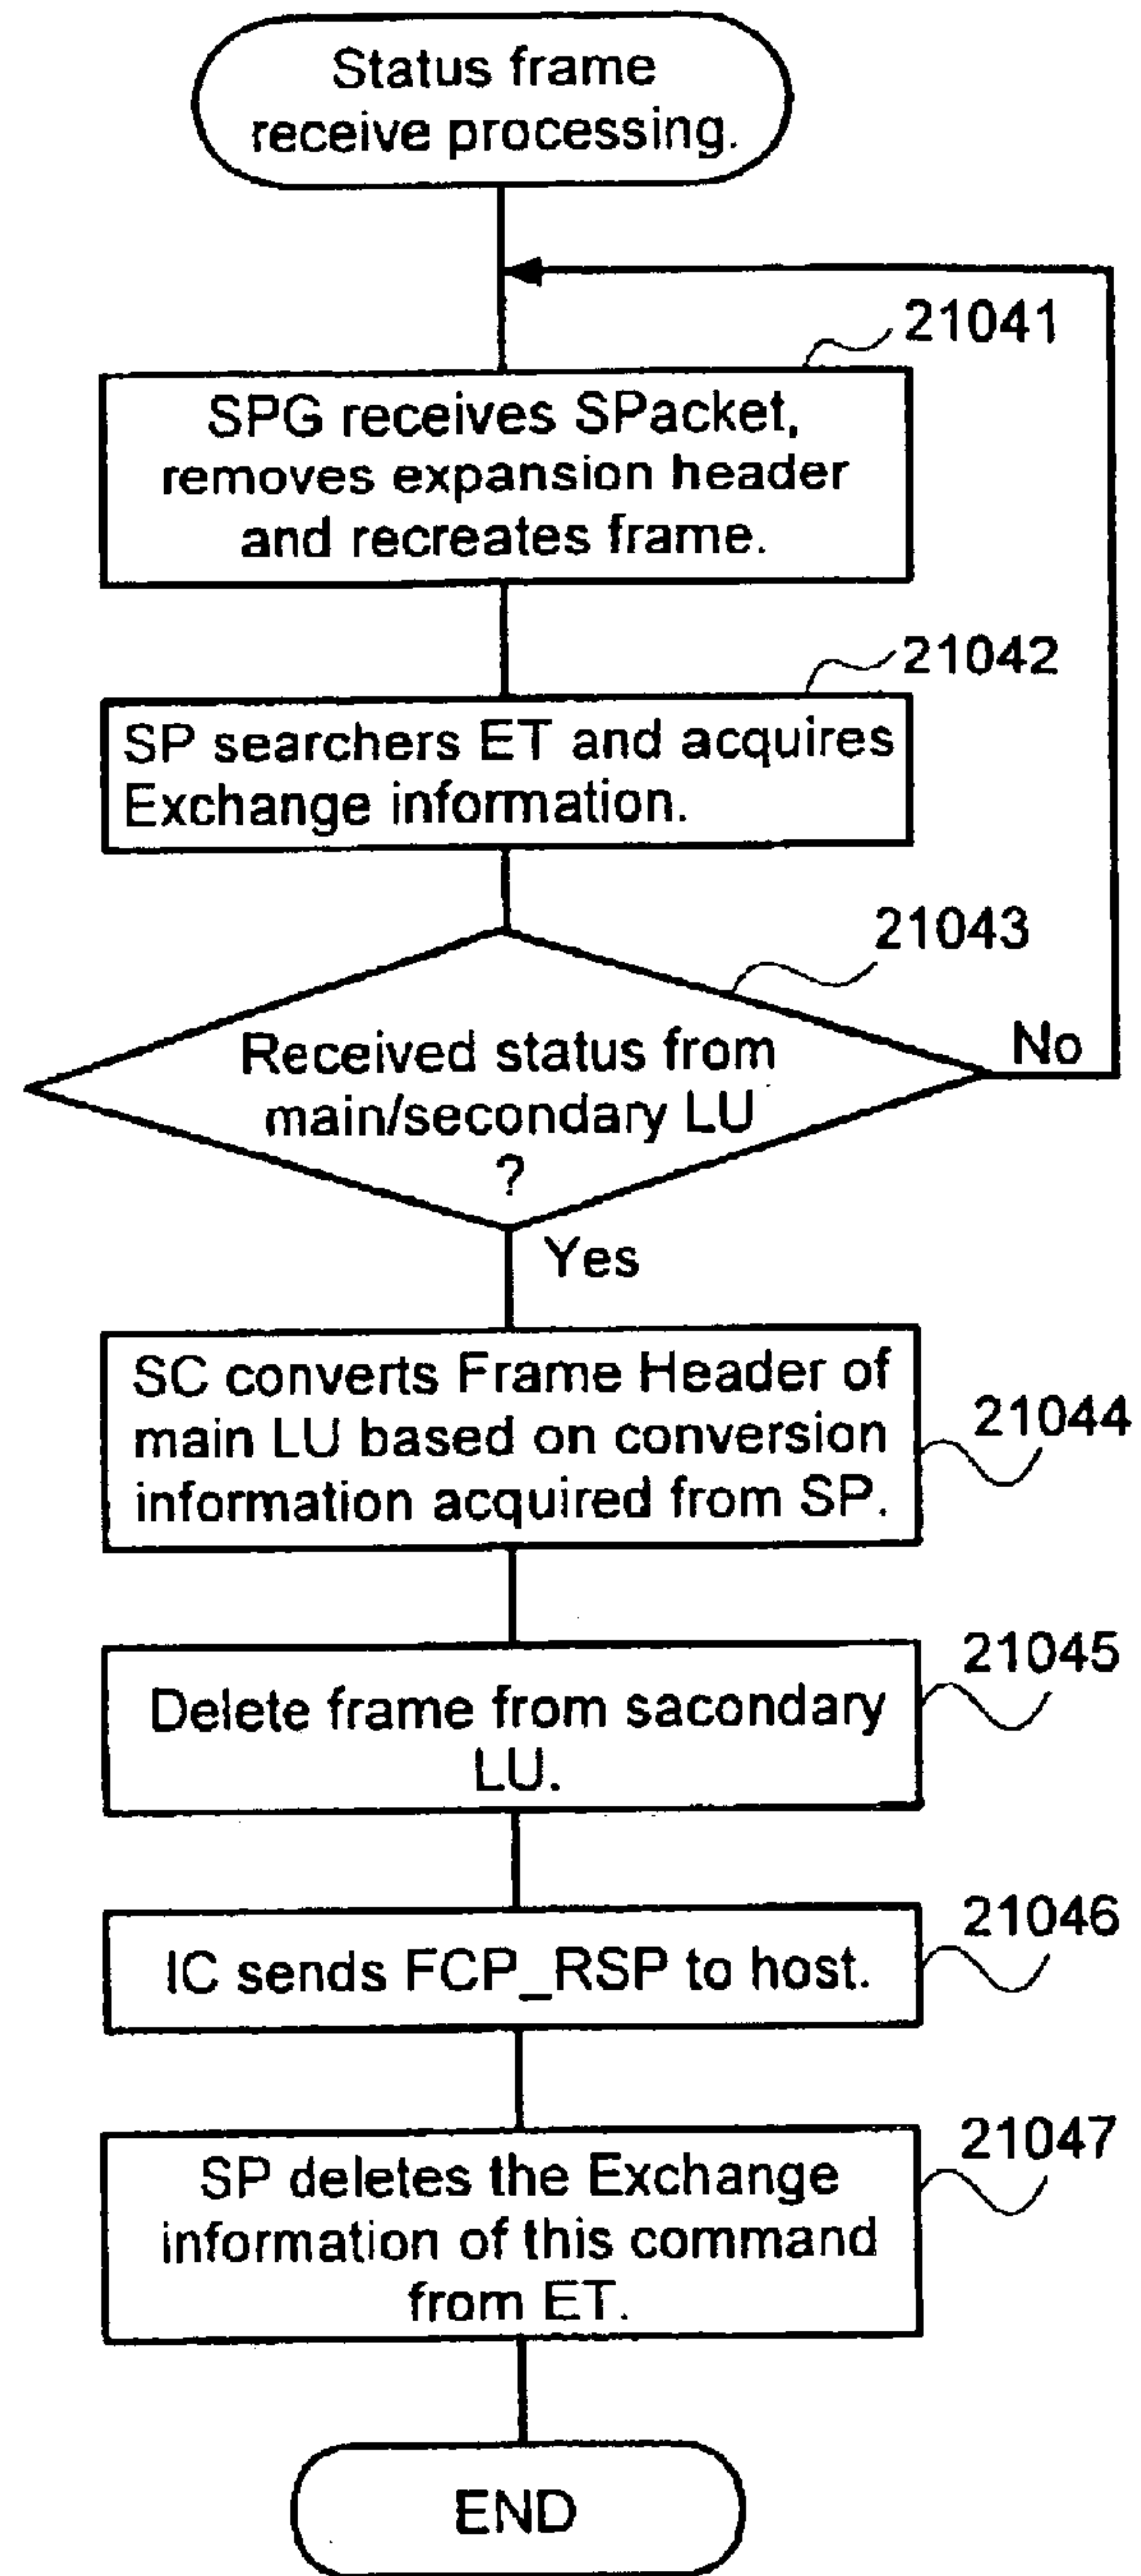 Status frame
receive processing.
21041
SPG receives SPacket,
removes expansion header
and recreates frame.
21042
SP searchers ET and acquires
Exchange information.
21043
Received status from
main/secondary LU
?
No
Yes
SC converts Frame Header of
main LU based on conversion
information acquired from SP.
21044
Delete frame from sacondary
LU.
21045
IC sends FCP_RSP to host.
21046
SP deletes the Exchange
information of this command
from ET.
21047
END